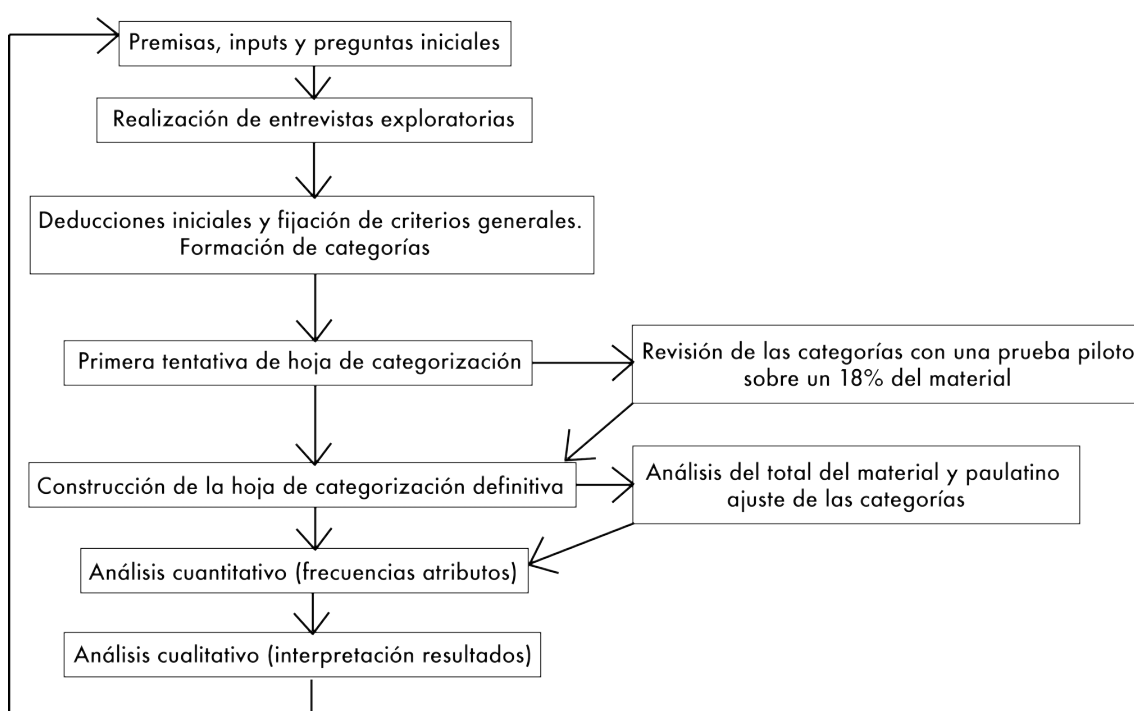 Premisas, inputs y preguntas iniciales
Realización de entrevistas exploratorias
Deducciones iniciales y fijación de criterios generales.
Formación de categorías
Primera tentativa de hoja de categorización
Revisión de las categorías con una prueba piloto
sobre un 18% del material
Construcción de la hoja de categorización definitiva
Análisis del total del material y paulatino
ajuste de las categorías
Análisis cuantitativo (frecuencias atributos)
Análisis cualitativo (interpretación resultados)